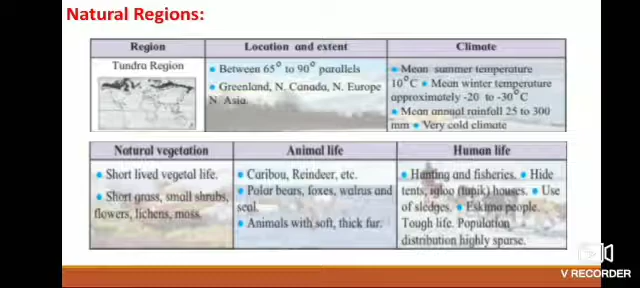 Natural Regions:
Region
Location and extent
Climate
Tundra Region
• Between 65° to 90° parallels
• Greenland, N. Canada, N. Europe
N. Asia.
• Mean summer temperature
10°C • Mean winter temperature
approximately -20 to -30°C
• Mean annual rainfall 25 to 300
mm • Very cold climate
Natural vegetation
Animal life
Human life
• Short lived vegetal life.
• Short grass, small shrubs,
flowers, lichens, moss.
• Caribou, Reindeer, etc.
• Polar bears, foxes, walrus and
seal.
• Animals with soft, thick fur.
• Hunting and fisheries. • Hide
tents, igloo (tupik) houses. • Use
of sledges. • Eskimo people.
Tough life. Population
distribution highly sparse.
V RECORDER